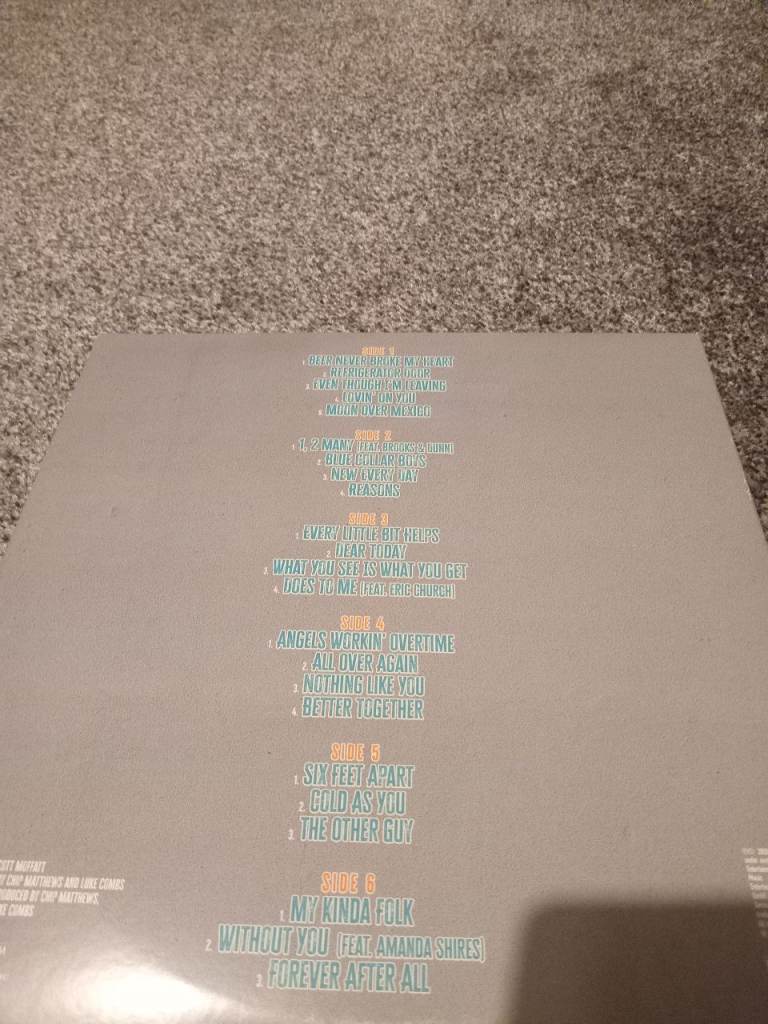 SIDE 1
1. BEER NEVER BROKE MY HEART
2. REFRIGERATOR DOOR
3. EVEN THOUGH I'M LEAVING
4. LOVIN' ON YOU
5. MOON OVER MEXICO
SIDE 2
1. 1, 2 MANY (FEAT. BROOKS & DUNN)
2. BLUE COLLAR BOYS
3. NEW EVERY DAY
4. REASONS
SIDE 3
1. EVERY LITTLE BIT HELPS
2. DEAR TODAY
3. WHAT YOU SEE IS WHAT YOU GET
4. DOES TO ME (FEAT. ERIC CHURCH)
SIDE 4
1. ANGELS WORKIN' OVERTIME
2. ALL OVER AGAIN
3. NOTHING LIKE YOU
4. BETTER TOGETHER
SIDE 5
1. SIX FEET APART
2. COLD AS YOU
3. THE OTHER GUY
SIDE 6
1. MY KINDA FOLK
2. WITHOUT YOU (FEAT. AMANDA SHIRES)
3. FOREVER AFTER ALL
OTT MOFFATT
Y CHIP MATTHEWS AND LUKE COMBS
ODUCED BY CHIP MATTHEWS,
KE COMBS